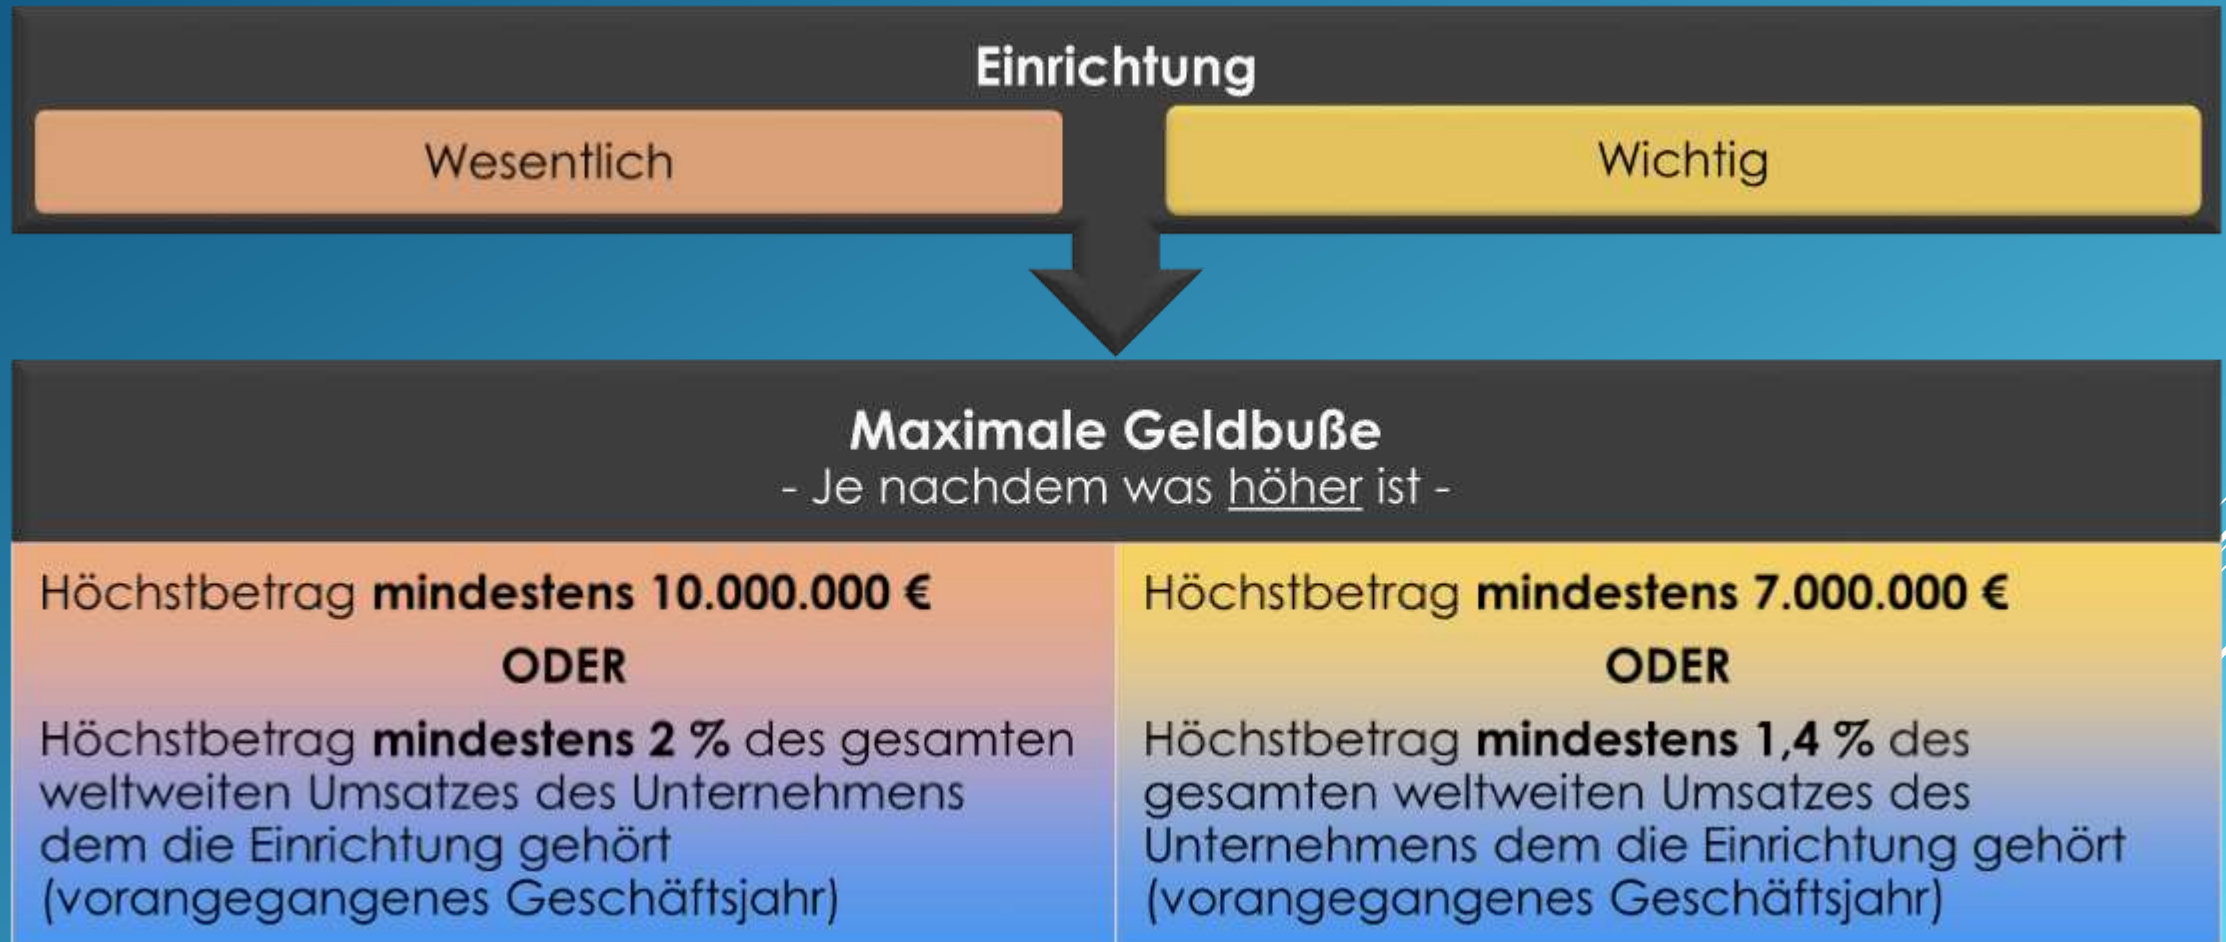 Einrichtung
Wesentlich
Wichtig
Maximale Geldbuße
- Je nachdem was höher ist -
Höchstbetrag mindestens 10.000.000 €
ODER
Höchstbetrag mindestens 2 % des gesamten
weltweiten Umsatzes des Unternehmens
dem die Einrichtung gehört
(vorangegangenes Geschäftsjahr)
Höchstbetrag mindestens 7.000.000 €
ODER
Höchstbetrag mindestens 1,4 % des
gesamten weltweiten Umsatzes des
Unternehmens dem die Einrichtung gehört
(vorangegangenes Geschäftsjahr)